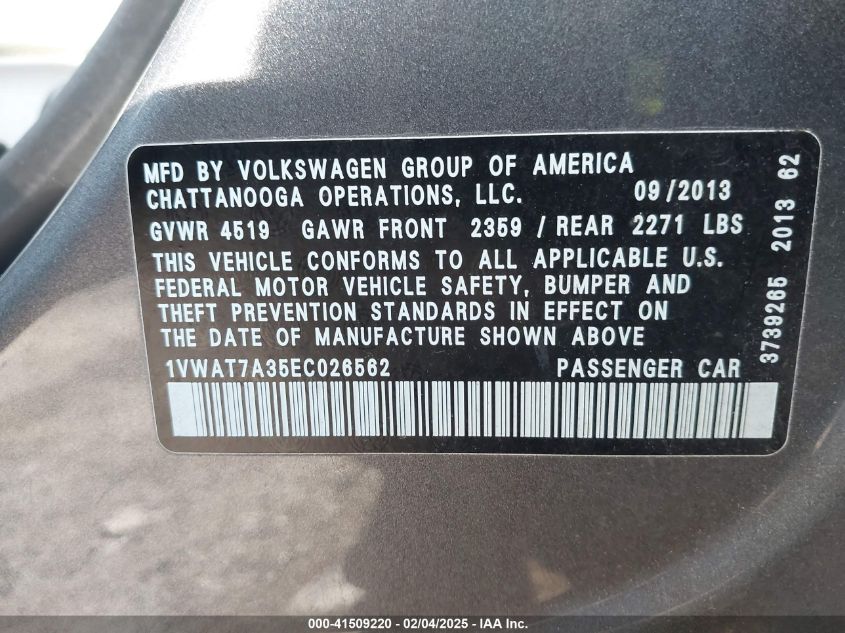 MFD BY VOLKSWAGEN GROUP OF AMERICA
CHATTANOOGA OPERATIONS, LLC. 09/2013
GVWR 4519 GAWR FRONT 2359 / REAR 2271 LBS
THIS VEHICLE CONFORMS TO ALL APPLICABLE U.S.
FEDERAL MOTOR VEHICLE SAFETY, BUMPER AND
THEFT PREVENTION STANDARDS IN EFFECT ON
THE DATE OF MANUFACTURE SHOWN ABOVE
1VWAT7A35EC026562 PASSENGER CAR
3739265 2013 62
000-41509220 - 02/04/2025 - IAA Inc.